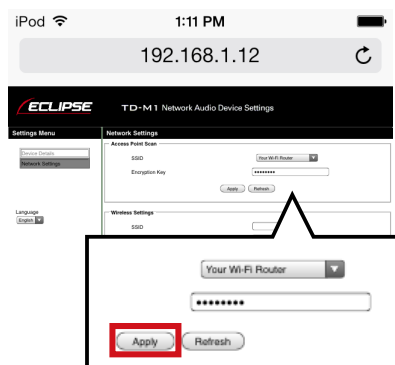 iPod 1:11 PM
192.168.1.12
ECLIPSE TD-M1 Network Audio Device Settings
Settings Menu Network Settings
Access Point Scan
Device Details SSID Your Wi-Fi Router
Network Settings Encryption Key ••••••••
Apply Refresh
Language Wireless Settings
English SSID
Your Wi-Fi Router
••••••••
Apply Refresh